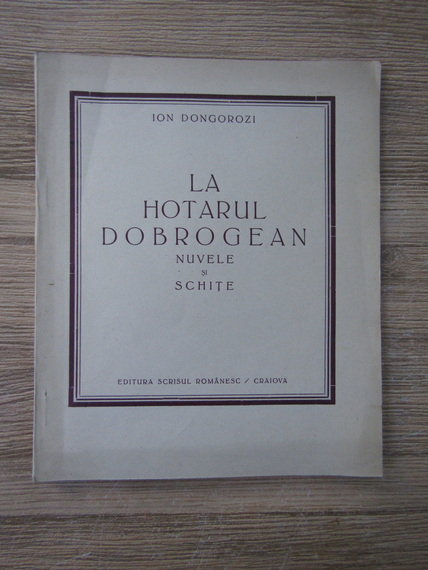 ION DONGOROZI
LA
HOTARUL
DOBROGEAN
NUVELE
ȘI
SCHIȚE
EDITURA SCRISUL ROMÂNESC / CRAIOVA